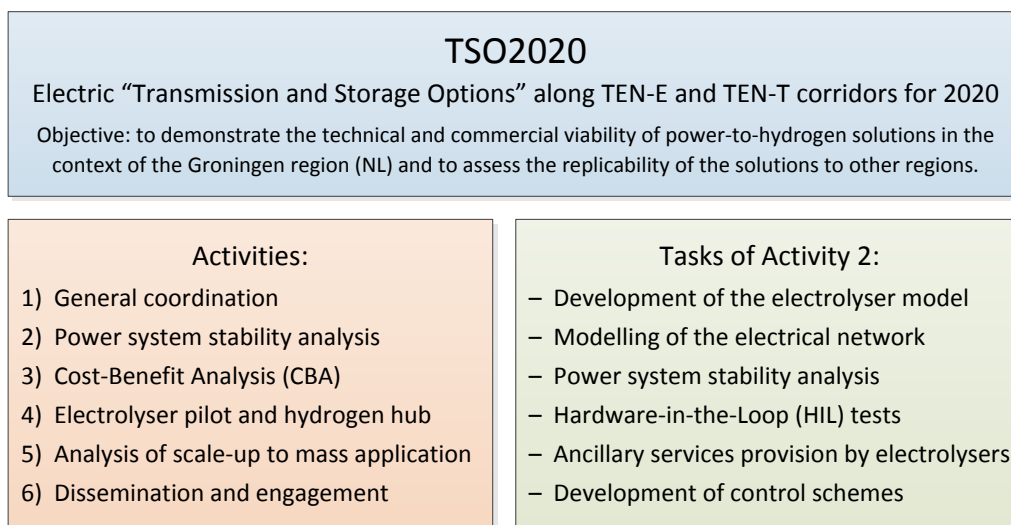 TSO2020
Electric “Transmission and Storage Options” along TEN-E and TEN-T corridors for 2020
Objective: to demonstrate the technical and commercial viability of power-to-hydrogen solutions in the
context of the Groningen region (NL) and to assess the replicability of the solutions to other regions.
Activities:
1) General coordination
2) Power system stability analysis
3) Cost-Benefit Analysis (CBA)
4) Electrolyser pilot and hydrogen hub
5) Analysis of scale-up to mass application
6) Dissemination and engagement
Tasks of Activity 2:
– Development of the electrolyser model
– Modelling of the electrical network
– Power system stability analysis
– Hardware-in-the-Loop (HIL) tests
– Ancillary services provision by electrolysers
– Development of control schemes